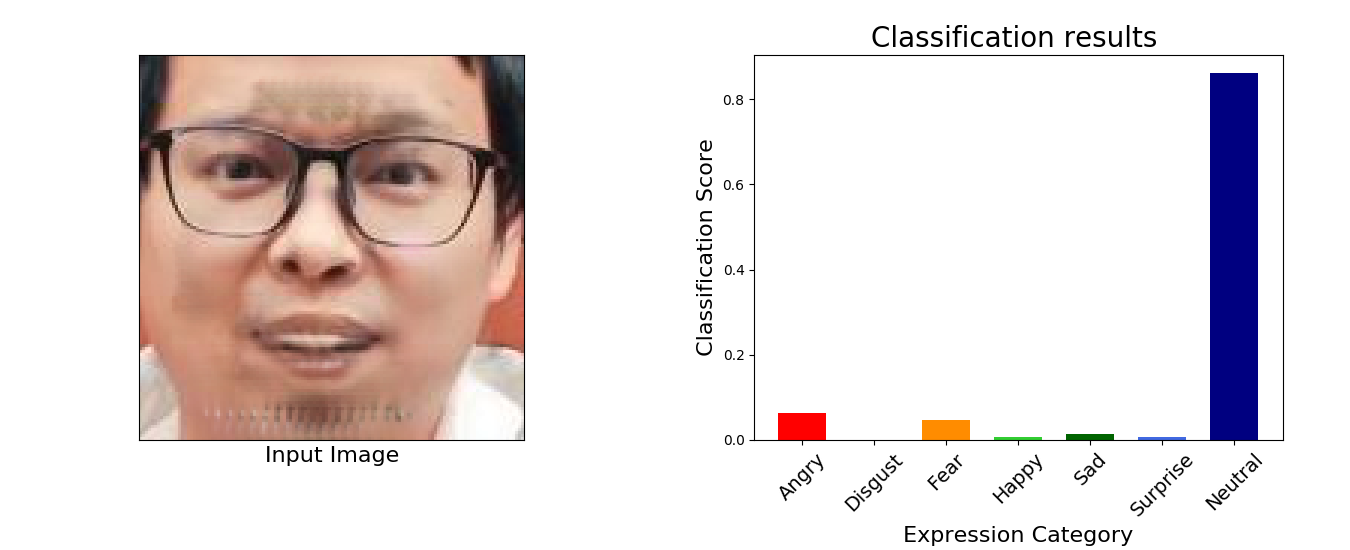 Classification results
Classification Score
0.8
0.6
0.4
0.2
0.0
Angry
Disgust
Fear
Happy
Sad
Surprise
Neutral
Expression Category
Input Image